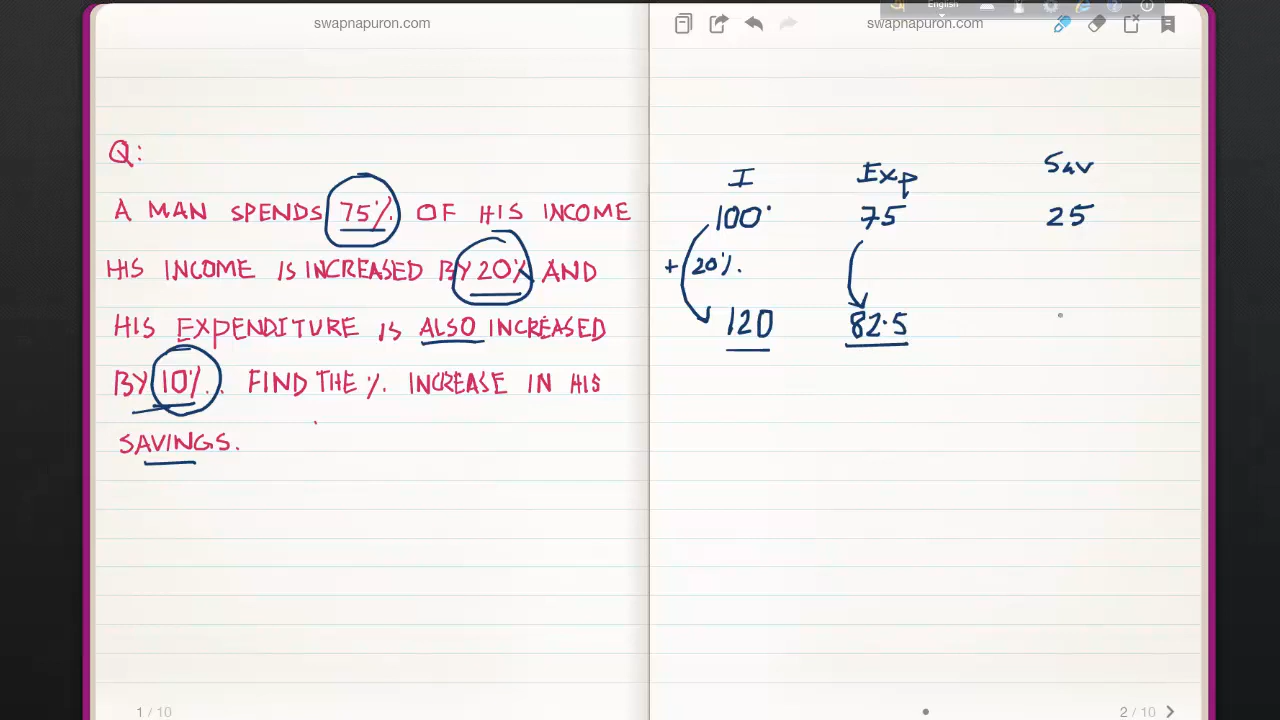 English
swapnapuron.com
swapnapuron.com
Q:
A MAN SPENDS 75% OF HIS INCOME
HIS INCOME IS INCREASED BY 20% AND
HIS EXPENDITURE IS ALSO INCREASED
BY 10%. FIND THE % INCREASE IN HIS
SAVINGS.
1 / 10
I Exp Sav
100 75 25
+ 20%.
120 82.5
2 / 10